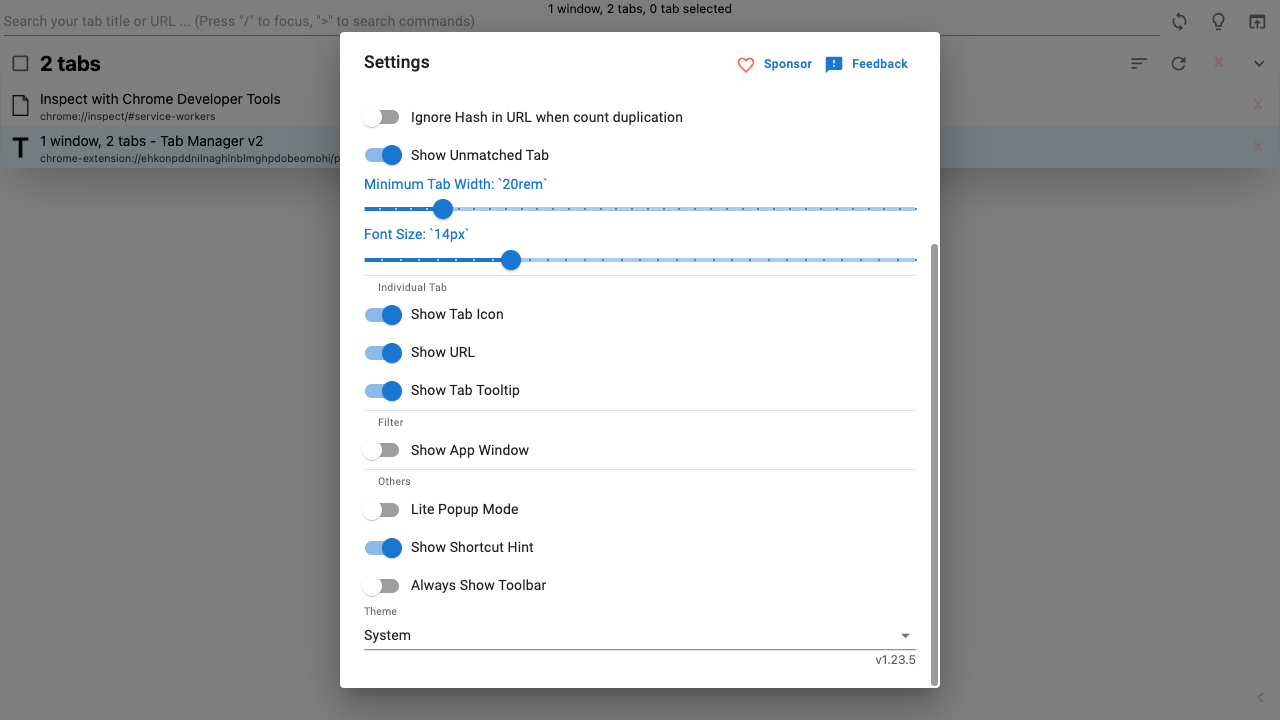 1 window, 2 tabs, 0 tab selected
Search your tab title or URL ... (Press "/" to focus, ">" to search commands)
2 tabs
x
Inspect with Chrome Developer Tools
chrome://inspect/#service-workers
x
T
1 window, 2 tabs - Tab Manager v2
chrome-extension://ehkonpddnilnaghlnblmghpdobeomohi/p
x
Settings
Sponsor
Feedback
Ignore Hash in URL when count duplication
Show Unmatched Tab
Minimum Tab Width: `20rem`
Font Size: `14px`
Individual Tab
Show Tab Icon
Show URL
Show Tab Tooltip
Filter
Show App Window
Others
Lite Popup Mode
Show Shortcut Hint
Always Show Toolbar
Theme
System
v1.23.5